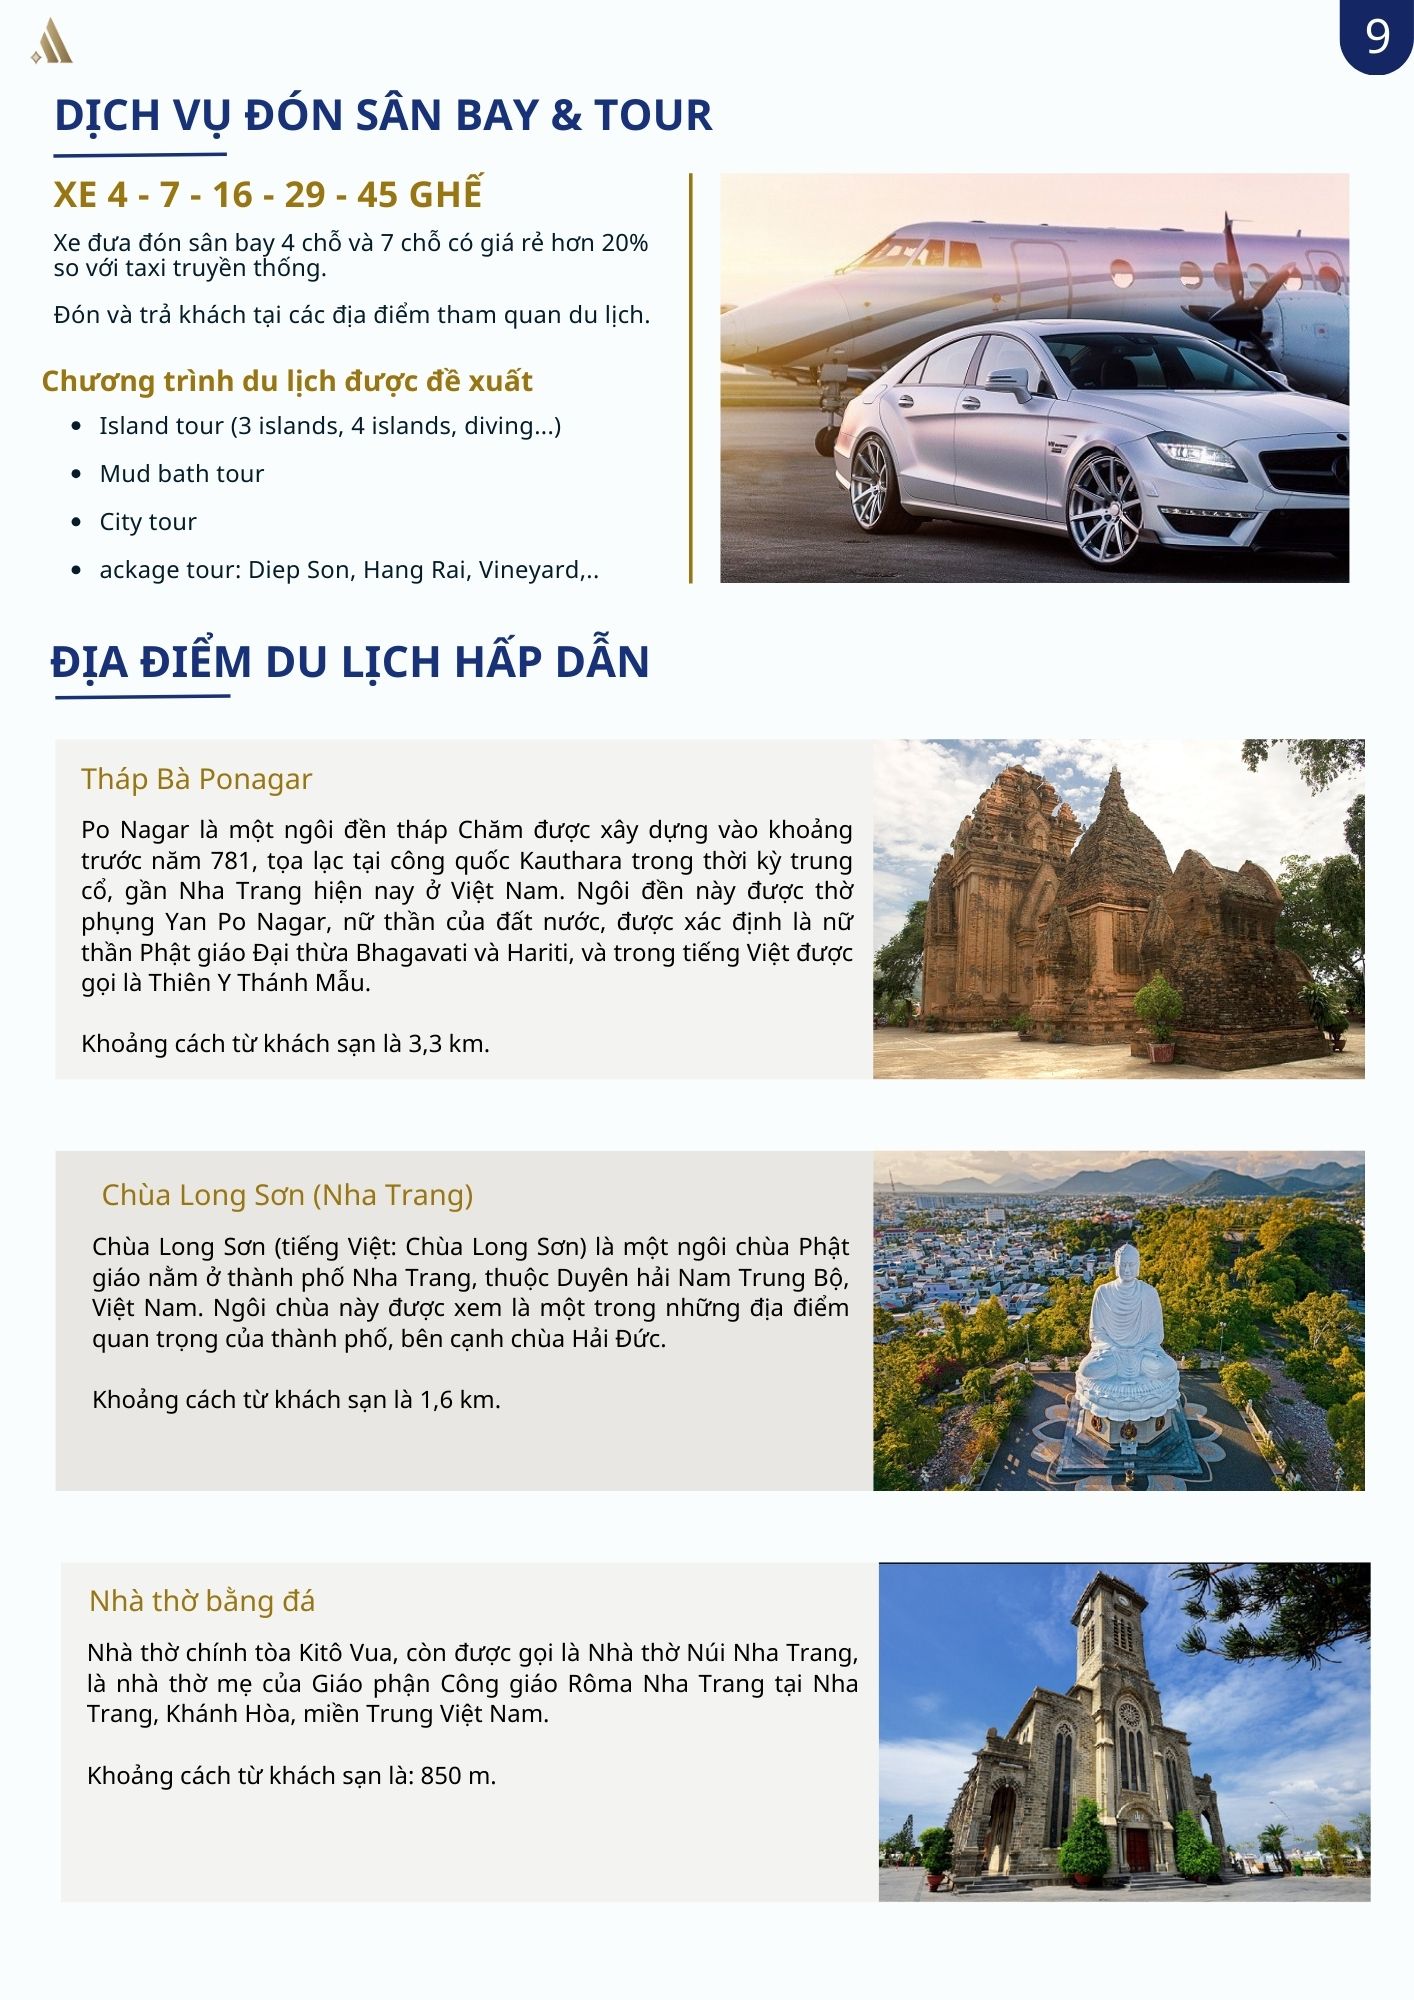 9
DỊCH VỤ ĐÓN SÂN BAY & TOUR
XE 4 - 7 - 16 - 29 - 45 GHẾ
Xe đưa đón sân bay 4 chỗ và 7 chỗ có giá rẻ hơn 20%
so với taxi truyền thống.
Đón và trả khách tại các địa điểm tham quan du lịch.
Chương trình du lịch được đề xuất
• Island tour (3 islands, 4 islands, diving...)
• Mud bath tour
• City tour
• ackage tour: Diep Son, Hang Rai, Vineyard,..
ĐỊA ĐIỂM DU LỊCH HẤP DẪN
Tháp Bà Ponagar
Po Nagar là một ngôi đền tháp Chăm được xây dựng vào khoảng
trước năm 781, tọa lạc tại công quốc Kauthara trong thời kỳ trung
cổ, gần Nha Trang hiện nay ở Việt Nam. Ngôi đền này được thờ
phụng Yan Po Nagar, nữ thần của đất nước, được xác định là nữ
thần Phật giáo Đại thừa Bhagavati và Hariti, và trong tiếng Việt được
gọi là Thiên Y Thánh Mẫu.
Khoảng cách từ khách sạn là 3,3 km.
Chùa Long Sơn (Nha Trang)
Chùa Long Sơn (tiếng Việt: Chùa Long Sơn) là một ngôi chùa Phật
giáo nằm ở thành phố Nha Trang, thuộc Duyên hải Nam Trung Bộ,
Việt Nam. Ngôi chùa này được xem là một trong những địa điểm
quan trọng của thành phố, bên cạnh chùa Hải Đức.
Khoảng cách từ khách sạn là 1,6 km.
Nhà thờ bằng đá
Nhà thờ chính tòa Kitô Vua, còn được gọi là Nhà thờ Núi Nha Trang,
là nhà thờ mẹ của Giáo phận Công giáo Rôma Nha Trang tại Nha
Trang, Khánh Hòa, miền Trung Việt Nam.
Khoảng cách từ khách sạn là: 850 m.